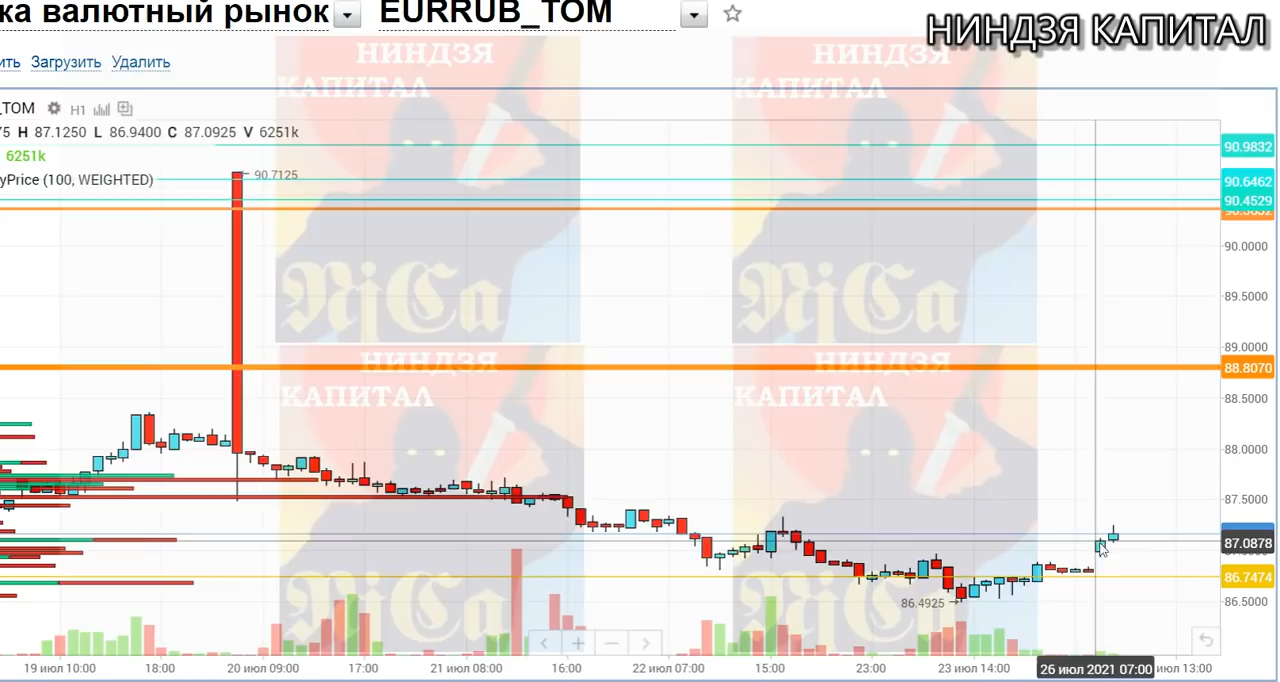 ка валютный рынок EURRUB_TOM
НИНДЗЯ КАПИТАЛ
ить Загрузить Удалить
НИНДЗЯ КАПИТАЛ
НИНДЗЯ КАПИТАЛ
_TOM H1
75 H 87.1250 L 86.9400 C 87.0925 V 6251k
6251k
yPrice (100, WEIGHTED)
90.7125
90.9832
90.6462
90.4529
90.0000
89.5000
89.0000
88.8070
88.5000
88.0000
87.5000
87.0878
86.7474
86.5000
NjCa
NjCa
НИНДЗЯ КАПИТАЛ
НИНДЗЯ КАПИТАЛ
86.4925
NjCa
NjCa
19 июл 10:00 18:00 20 июл 09:00 17:00 21 июл 08:00 16:00 22 июл 07:00 15:00 23:00 23 июл 14:00 26 июл 2021 07:00 июл 13:00